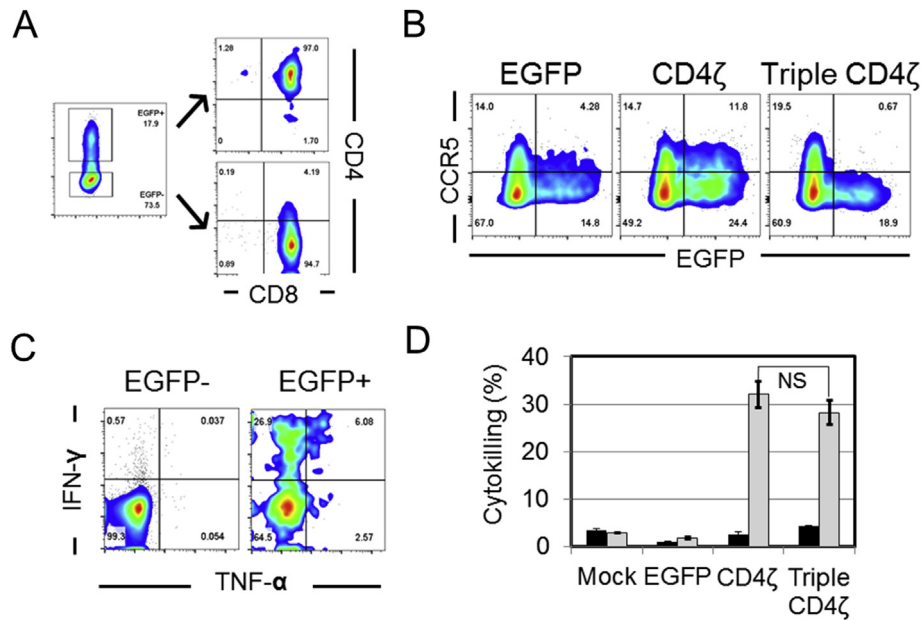 A
EGFP+
17.9
EGFP-
73.5
1.28 97.0
0 1.70
0.19 4.19
0.89 94.7
CD4
CD8
B
EGFP CD4ζ Triple CD4ζ
14.0 4.28
67.0 14.8
14.7 11.8
49.2 24.4
19.5 0.67
60.9 18.9
CCR5
EGFP
C
EGFP- EGFP+
0.57 0.037
99.3 0.054
26.9 6.08
64.5 2.57
IFN-γ
TNF-α
D
Cytokilling (%)
40
30
20
10
0
NS
Mock EGFP CD4ζ Triple
CD4ζ